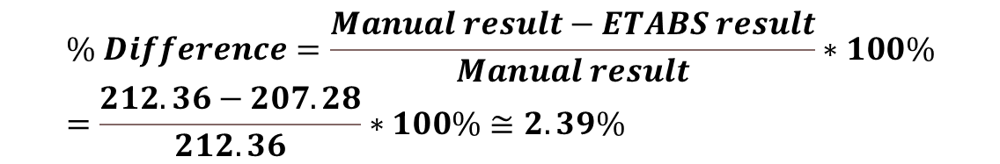 % Difference = Manual result − ETABS result / Manual result ∗ 100%
= 212.36 − 207.28 / 212.36 ∗ 100% ≅ 2.39%